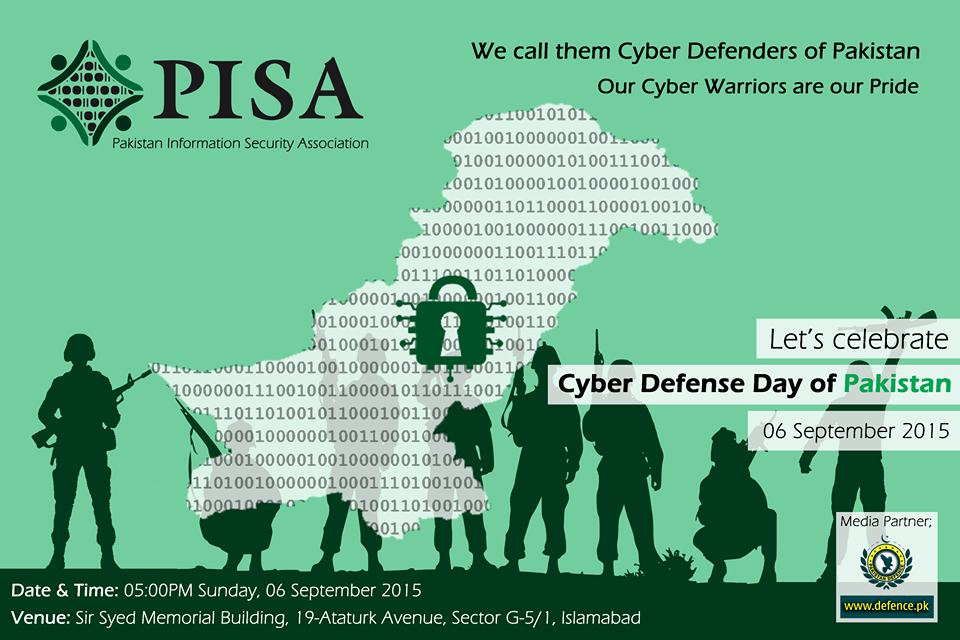 PISA
Pakistan Information Security Association
We call them Cyber Defenders of Pakistan
Our Cyber Warriors are our Pride
Let's celebrate
Cyber Defense Day of Pakistan
06 September 2015
Media Partner;
PAKISTAN DEFENCE
www.defence.pk
Date & Time: 05:00PM Sunday, 06 September 2015
Venue: Sir Syed Memorial Building, 19-Ataturk Avenue, Sector G-5/1, Islamabad